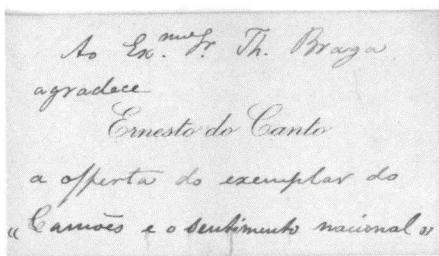 Ao Ex.mo Sr. Th. Braga
agradece
Ernesto do Canto
a offerta do exemplar do
«Camões e o sentimento nacional»